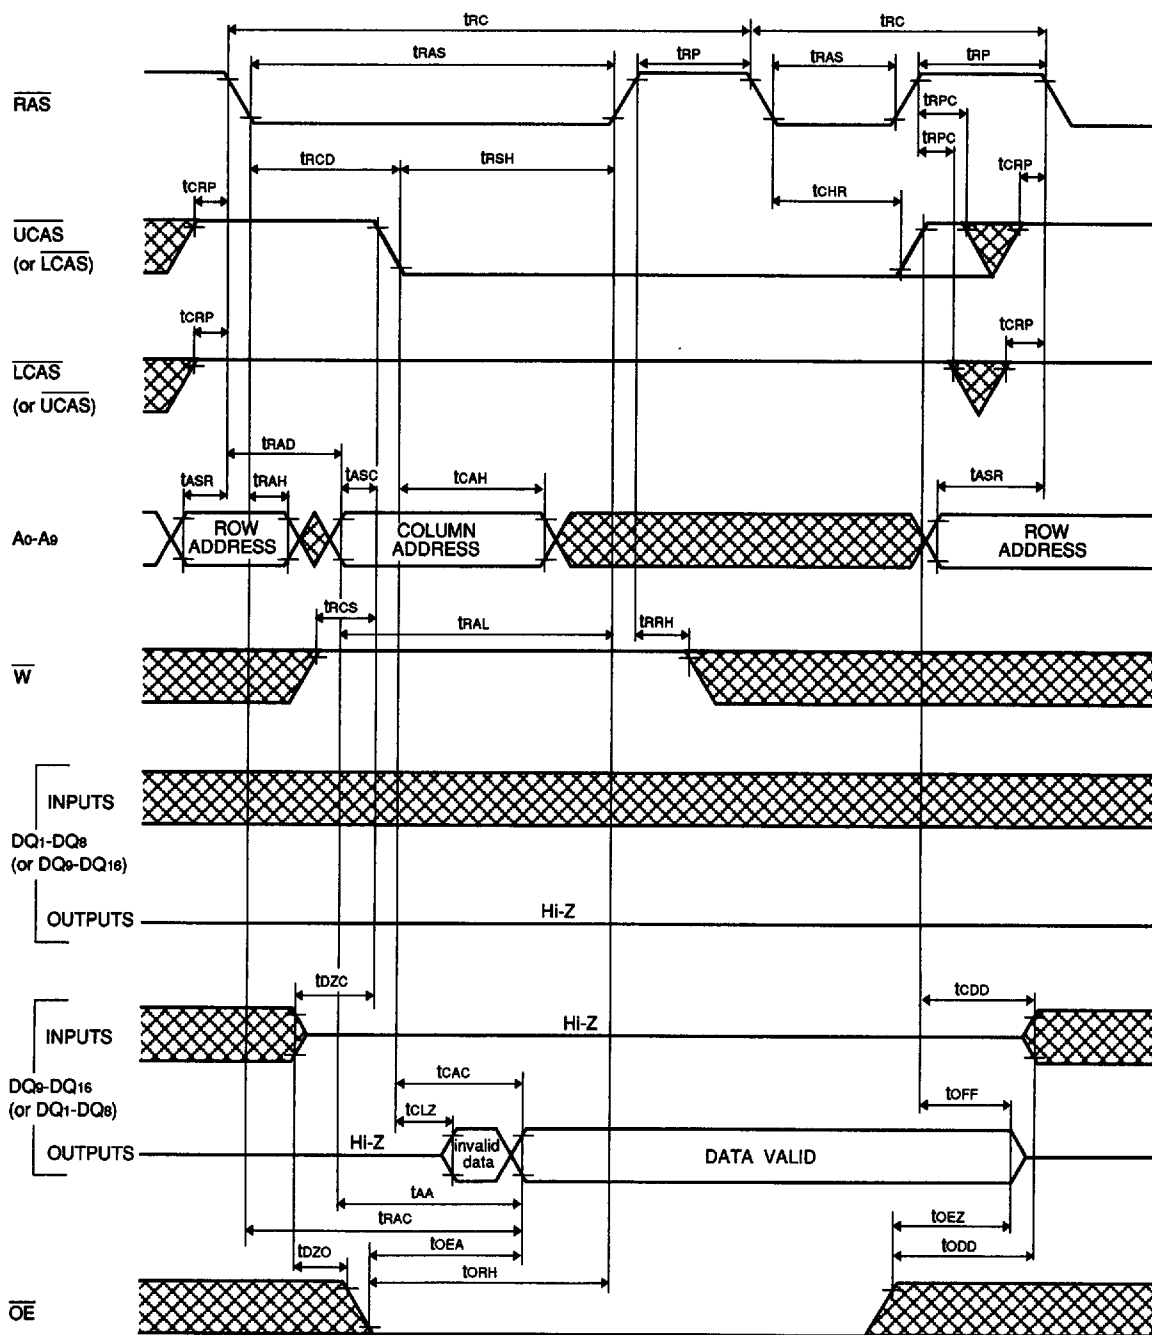 tRC tRC
tRAS tRP tRAS tRP
RAS
tRPC
tRPC
tRCD tRSH
tCRP tCHR tCRP
UCAS
(or LCAS)
tCRP tCRP
LCAS
(or UCAS)
tRAD
tASR tRAH tASC tCAH tASR
A0-A9 ROW ADDRESS COLUMN ADDRESS ROW ADDRESS
tRCS tRAL tRRH
W
INPUTS
DQ1-DQ8
(or DQ9-DQ16)
OUTPUTS Hi-Z
tDZC tCDD
INPUTS Hi-Z
DQ9-DQ16
(or DQ1-DQ8)
tCAC
tCLZ tOFF
OUTPUTS Hi-Z invalid data DATA VALID
tAA
tRAC tOEZ
tDZO tOEA tODD
tORH
OE